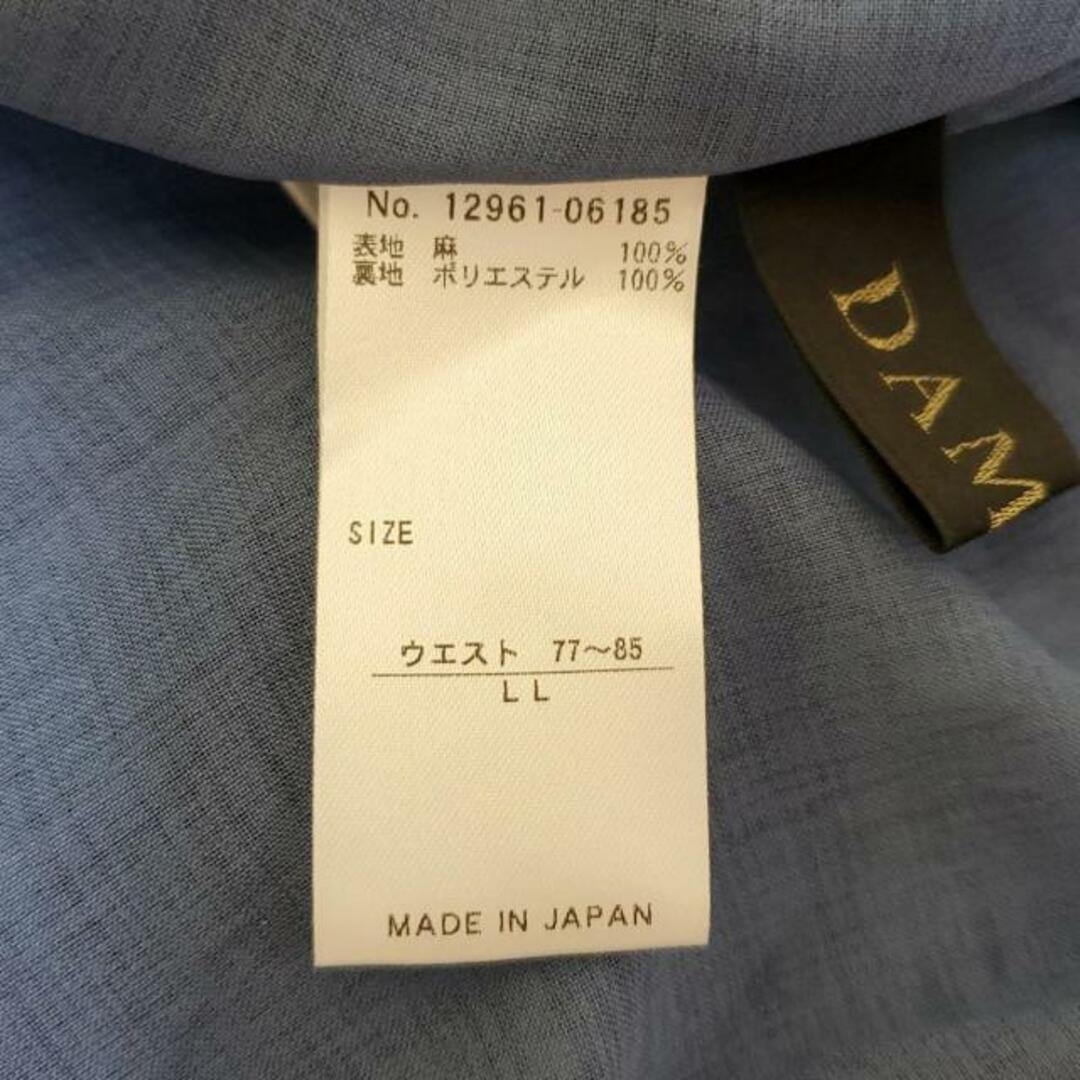 No. 12961-06185
表地 麻 100%
裏地 ポリエステル 100%
SIZE
ウエスト 77〜85
LL
MADE IN JAPAN
DAM